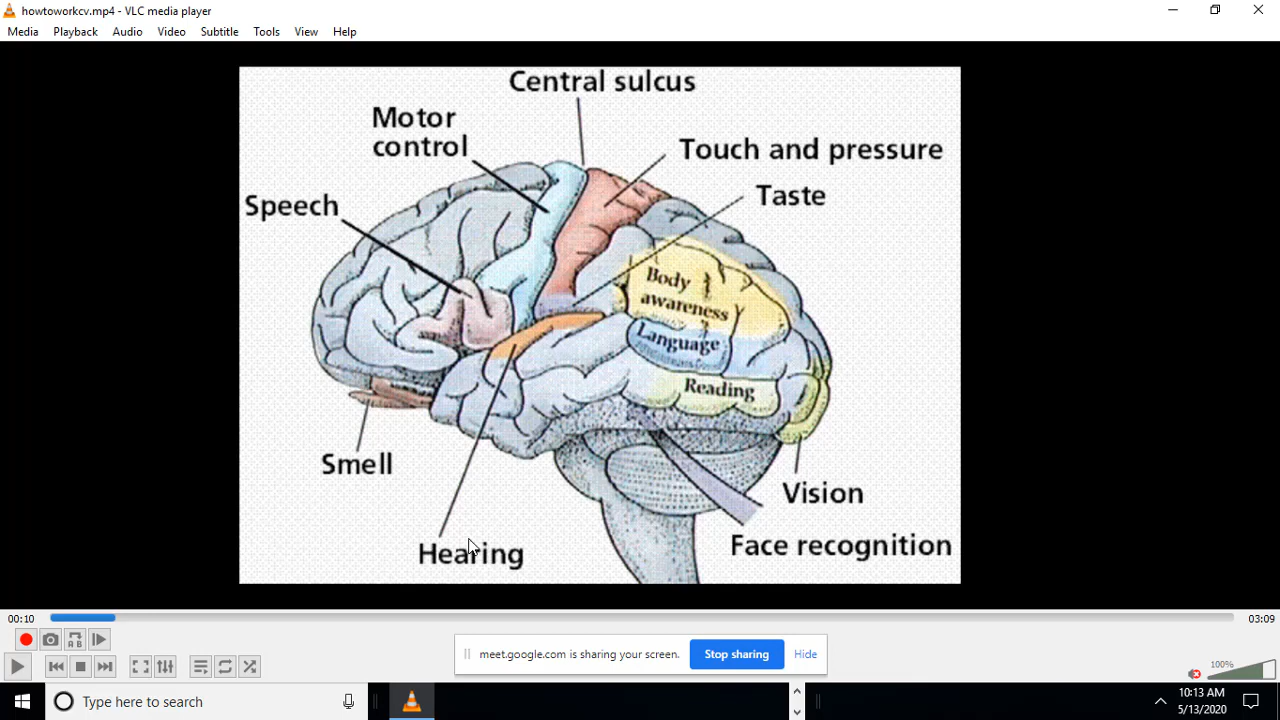 howtoworkcv.mp4 - VLC media player
Media Playback Audio Video Subtitle Tools View Help
Central sulcus
Motor
control
Touch and pressure
Taste
Speech
Body
awareness
Language
Reading
Smell
Vision
Hearing
Face recognition
00:10
03:09
meet.google.com is sharing your screen. Stop sharing Hide
100%
Type here to search
10:13 AM
5/13/2020